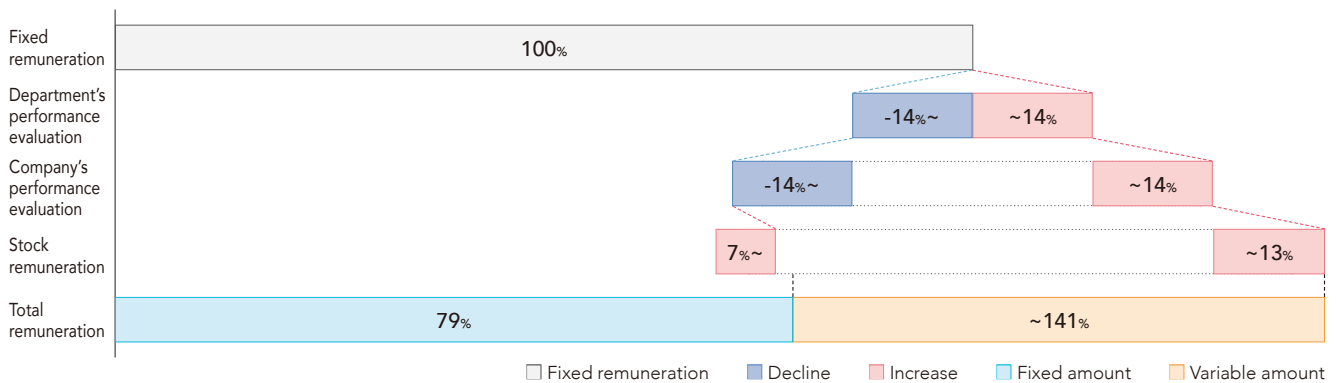 Fixed
remuneration
100%
Department's
performance
evaluation
-14%~
~14%
Company's
performance
evaluation
-14%~
~14%
Stock
remuneration
7%~
~13%
Total
remuneration
79%
~141%
Fixed remuneration
Decline
Increase
Fixed amount
Variable amount